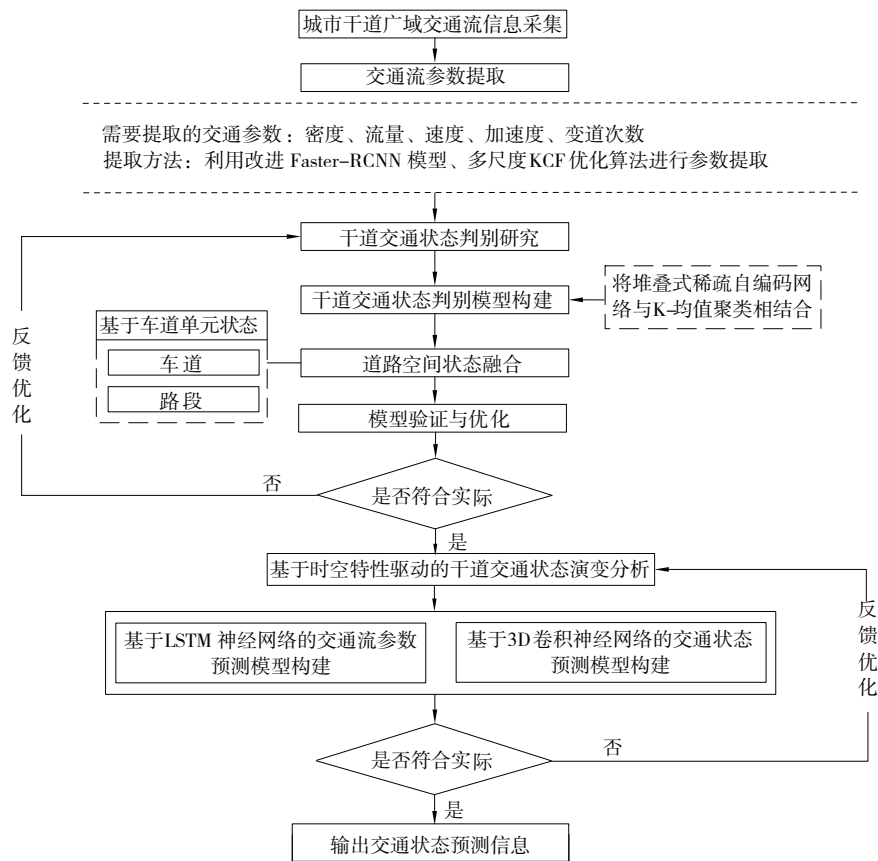 城市干道广域交通流信息采集
交通流参数提取
需要提取的交通参数：密度、流量、速度、加速度、变道次数
提取方法：利用改进 Faster-RCNN 模型、多尺度KCF优化算法进行参数提取
干道交通状态判别研究
干道交通状态判别模型构建
将堆叠式稀疏自编码网
络与K-均值聚类相结合
基于车道单元状态
车道
路段
道路空间状态融合
模型验证与优化
反馈优化
否
是否符合实际
是
基于时空特性驱动的干道交通状态演变分析
基于LSTM 神经网络的交通流参数
预测模型构建
基于3D卷积神经网络的交通状态
预测模型构建
反馈优化
是否符合实际
否
是
输出交通状态预测信息